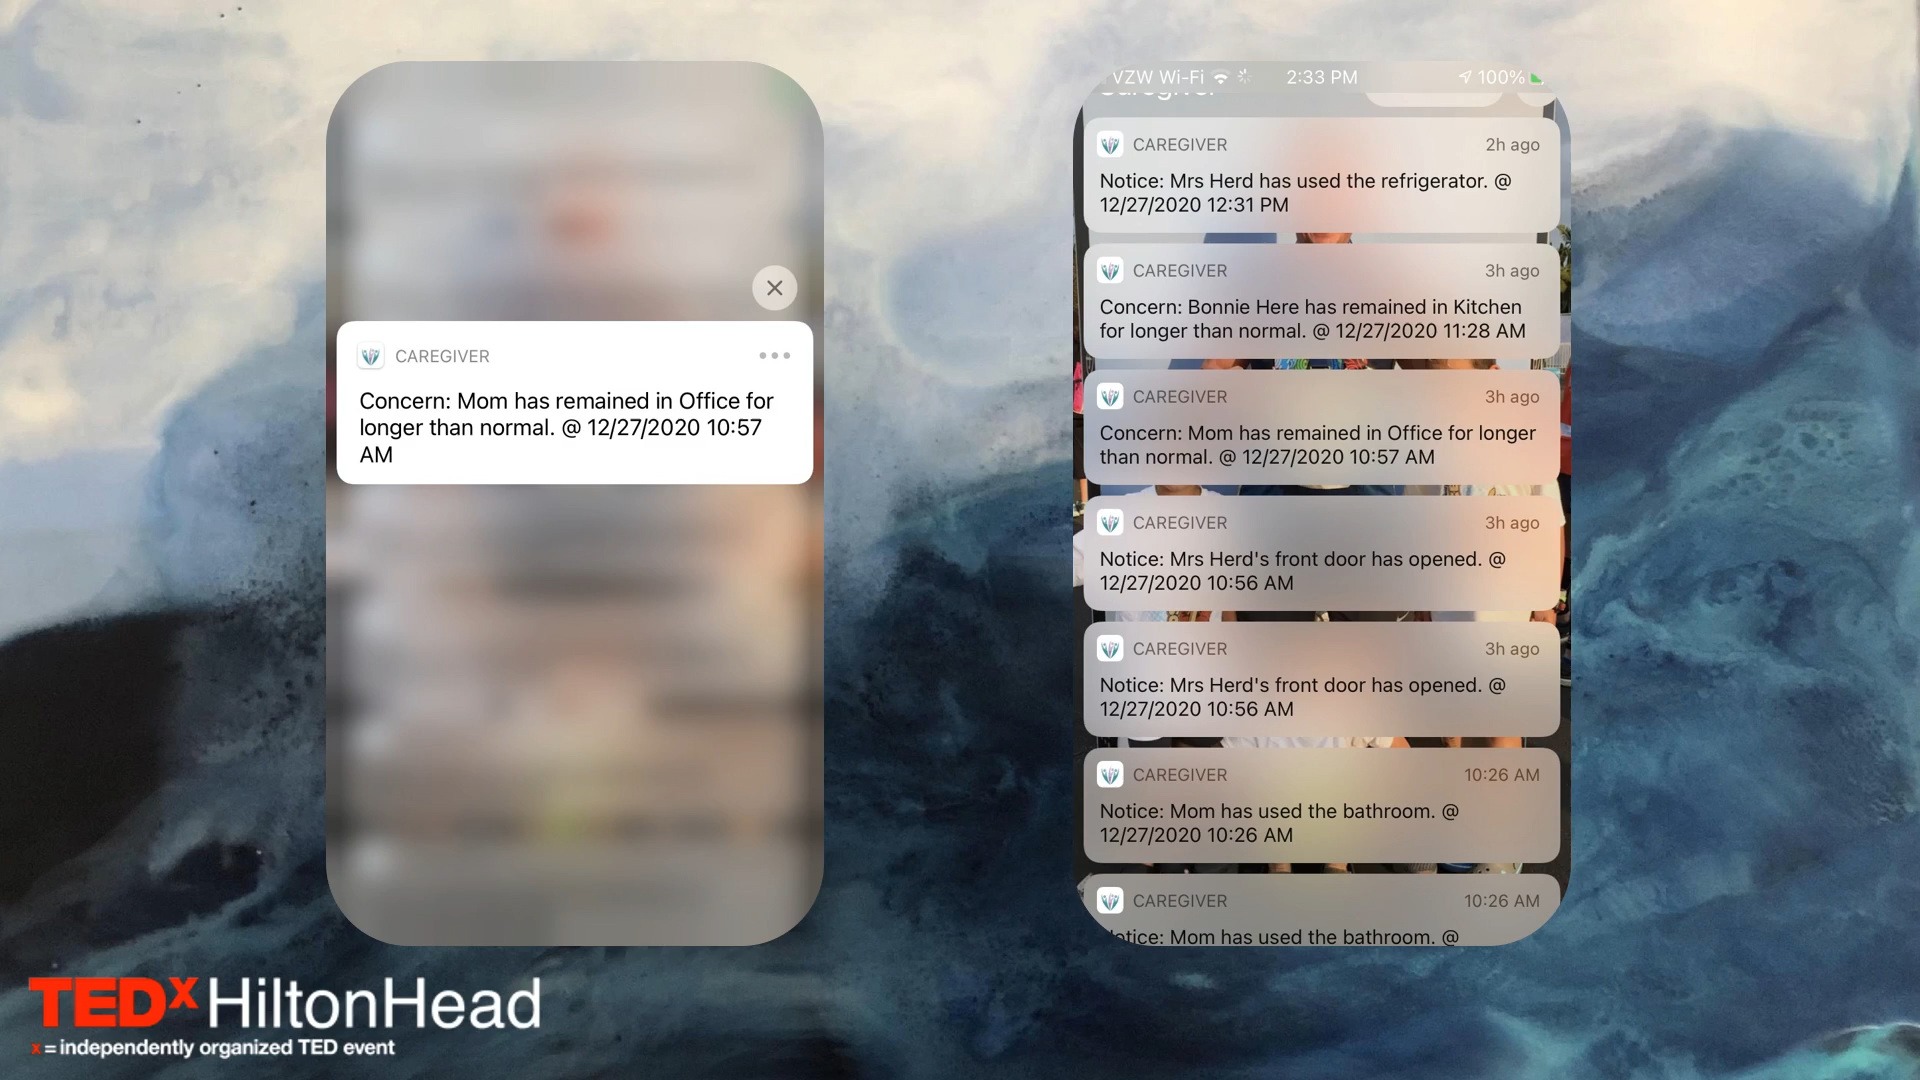 CAREGIVER
Concern: Mom has remained in Office for
longer than normal. @ 12/27/2020 10:57
AM
VZW Wi-Fi 2:33 PM 100%
Caregiver
CAREGIVER 2h ago
Notice: Mrs Herd has used the refrigerator. @
12/27/2020 12:31 PM
CAREGIVER 3h ago
Concern: Bonnie Here has remained in Kitchen
for longer than normal. @ 12/27/2020 11:28 AM
CAREGIVER 3h ago
Concern: Mom has remained in Office for longer
than normal. @ 12/27/2020 10:57 AM
CAREGIVER 3h ago
Notice: Mrs Herd's front door has opened. @
12/27/2020 10:56 AM
CAREGIVER 3h ago
Notice: Mrs Herd's front door has opened. @
12/27/2020 10:56 AM
CAREGIVER 10:26 AM
Notice: Mom has used the bathroom. @
12/27/2020 10:26 AM
CAREGIVER 10:26 AM
Notice: Mom has used the bathroom. @
TEDx HiltonHead
x = independently organized TED event